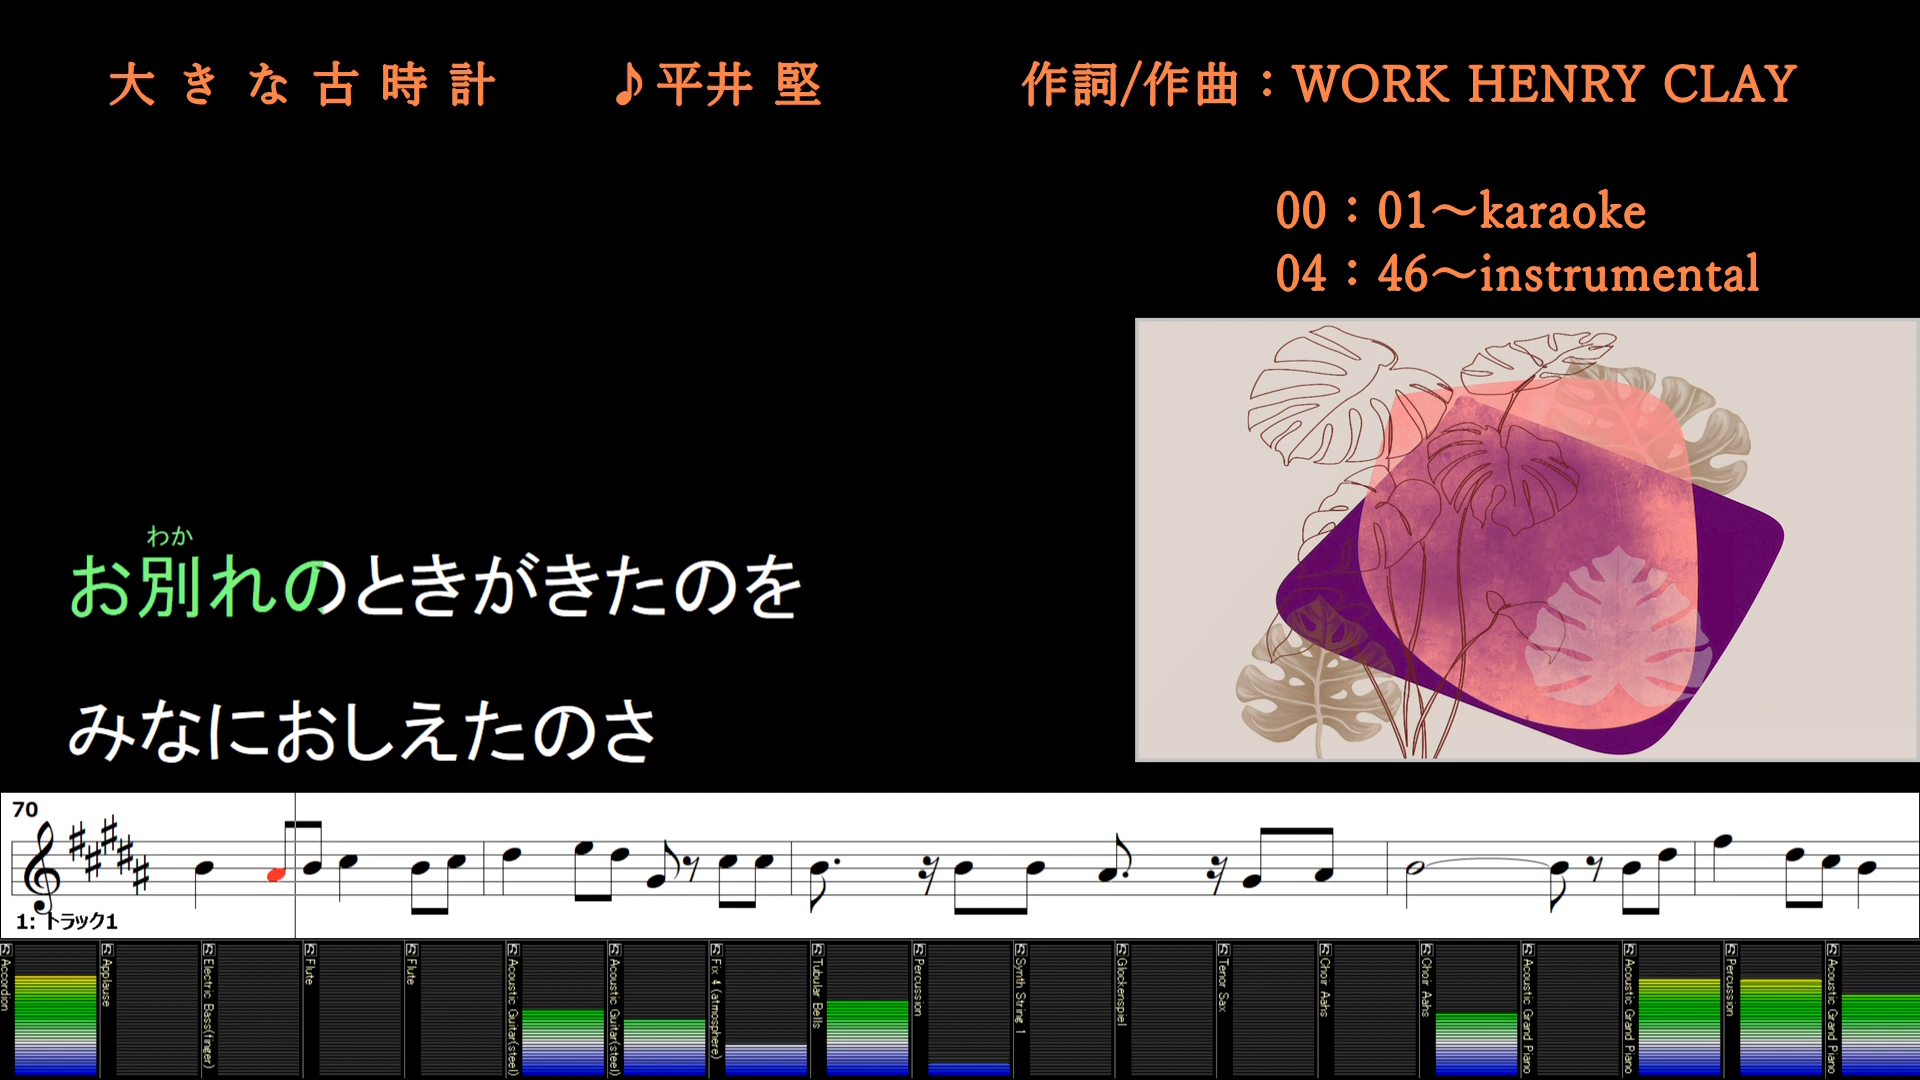 大きな古時計 ♪平井 堅 作詞/作曲：WORK HENRY CLAY
00：01～karaoke
04：46～instrumental
わか
お別れのときがきたのを
みなにおしえたのさ
70
1: トラック1
Accordion
Applause
Electric Bass(finger)
Flute
Flute
Acoustic Guitar(steel)
Acoustic Guitar(steel)
Fix 4 (atmosphere)
Tubular Bells
Percussion
Synth String 1
Glockenspiel
Tenor Sax
Choir Aahs
Choir Aahs
Acoustic Grand Piano
Acoustic Grand Piano
Percussion
Acoustic Grand Piano